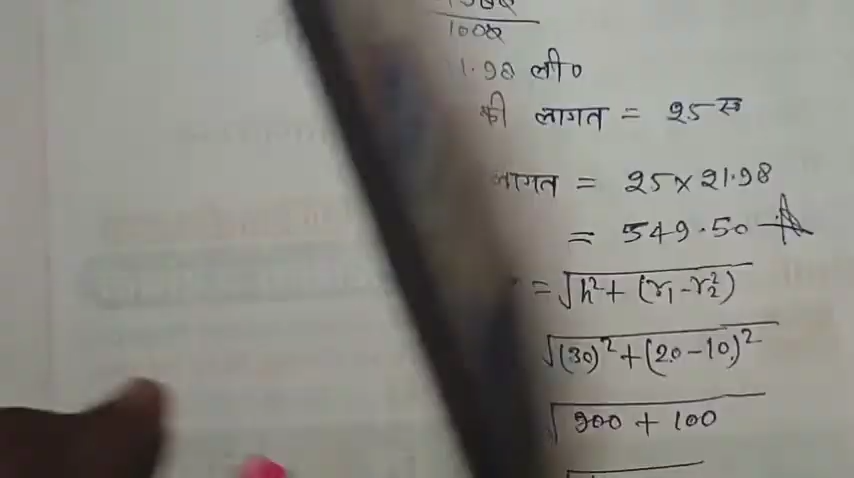 1000
1.98 ली०
की लागत = 25 रू
लागत = 25 × 21.98
= 549.50
= √h² + (r₁ - r₂²)
√(30)² + (20 - 10)²
√900 + 100